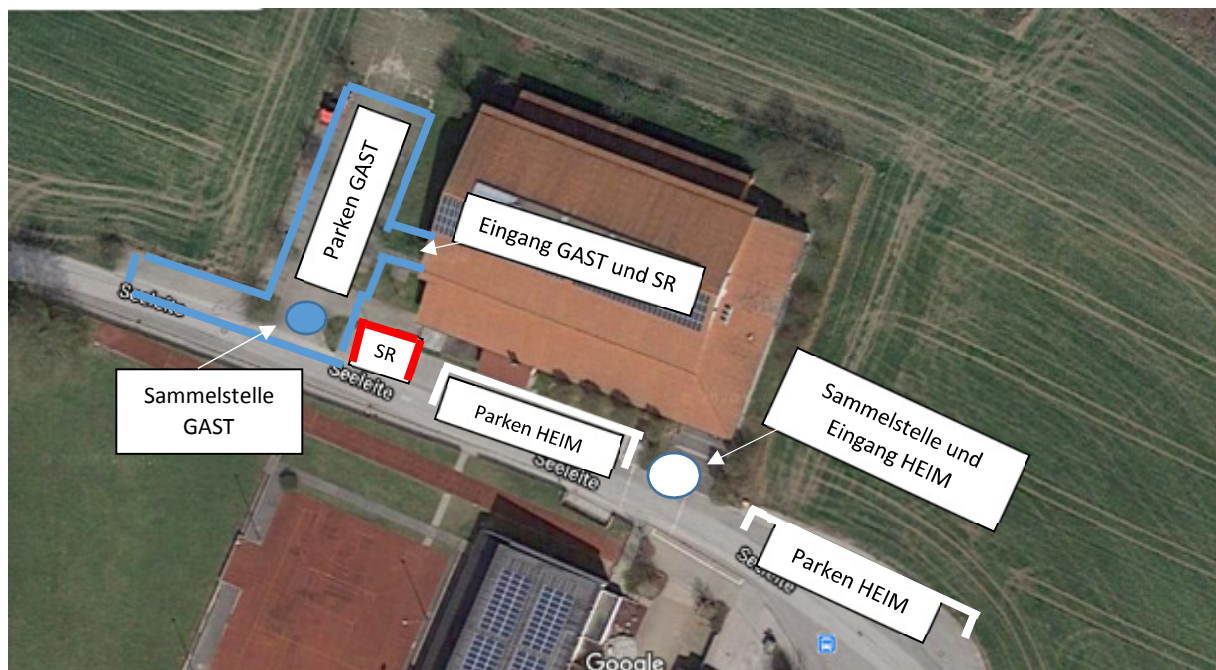 Parken GAST
Eingang GAST und SR
Seeleite
SR
Seeleite
Sammelstelle
GAST
Parken HEIM
Sammelstelle und
Eingang HEIM
Seeleite
Parken HEIM
Seeleite
Google